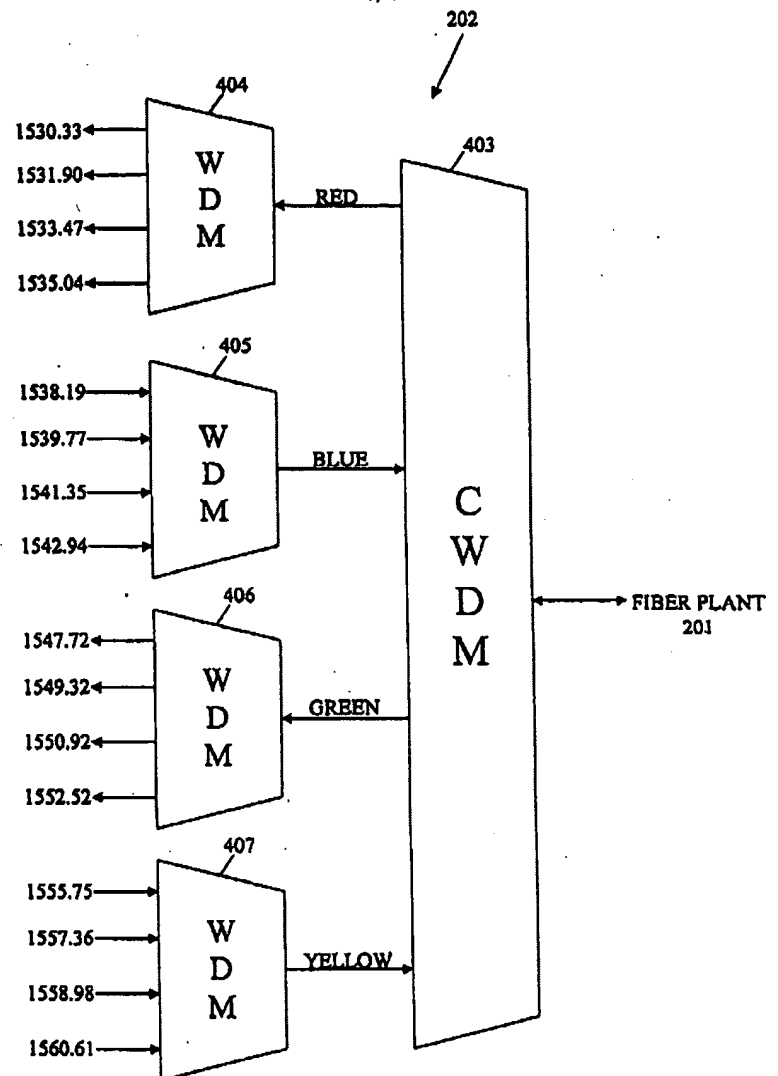 202
404
1530.33
1531.90
1533.47
1535.04
W
D
M
RED
403
405
1538.19
1539.77
1541.35
1542.94
W
D
M
BLUE
C
W
D
M
FIBER PLANT
201
406
1547.72
1549.32
1550.92
1552.52
W
D
M
GREEN
407
1555.75
1557.36
1558.98
1560.61
W
D
M
YELLOW